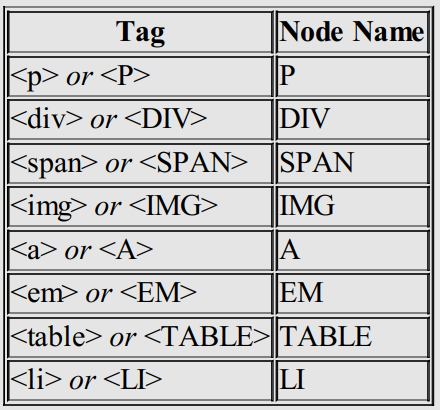 Tag Node Name
<p> or <P> P
<div> or <DIV> DIV
<span> or <SPAN> SPAN
<img> or <IMG> IMG
<a> or <A> A
<em> or <EM> EM
<table> or <TABLE> TABLE
<li> or <LI> LI